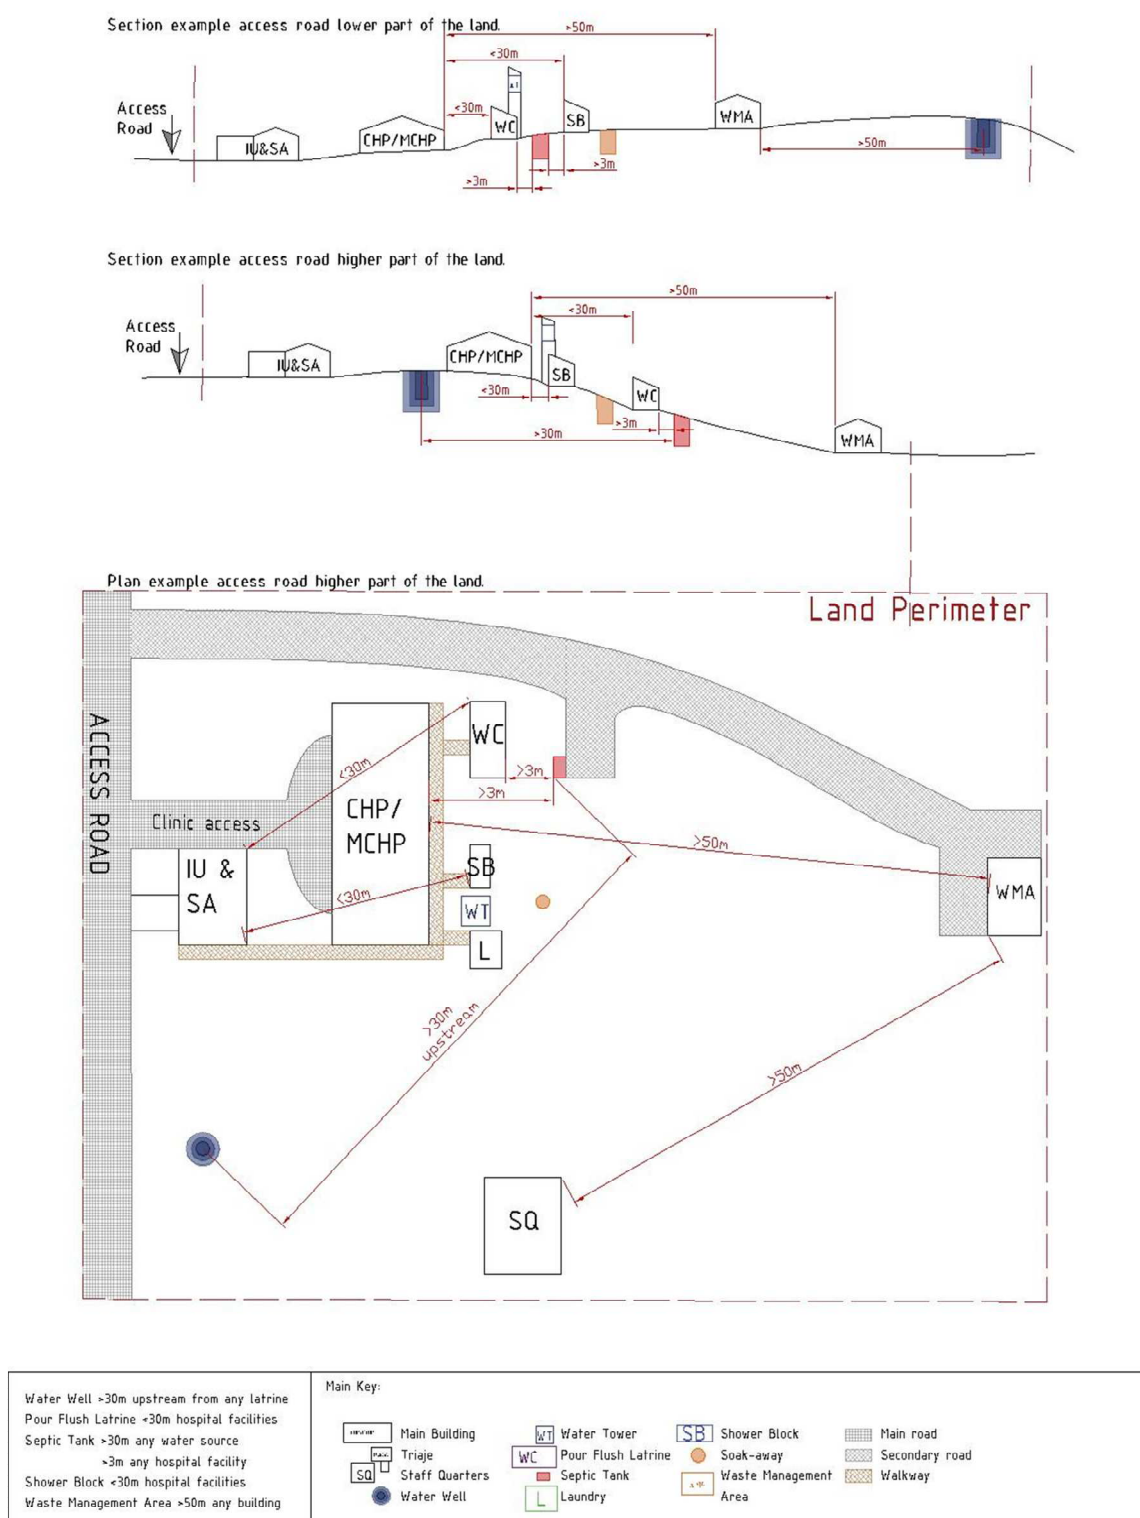 Section example access road lower part of the land.
>50m
<30m
Access
Road
<30m
WT
WC
SB
WMA
IU&SA
CHP/MCHP
>50m
>3m
>3m
Section example access road higher part of the land.
>50m
<30m
Access
Road
IU&SA
CHP/MCHP
SB
WC
<30m
>3m
>30m
WMA
Plan example access road higher part of the land.
Land Perimeter
ACCESS ROAD
WC
<30m
>3m
>3m
Clinic access
CHP/
MCHP
>50m
IU &
SA
SB
<30m
WT
WMA
L
>30m
upstream
>50m
SQ
Water Well >30m upstream from any latrine
Pour Flush Latrine <30m hospital facilities
Septic Tank >30m any water source
>3m any hospital facility
Shower Block <30m hospital facilities
Waste Management Area >50m any building
Main Key:
Main Building
Triaje
SQ Staff Quarters
Water Well
WT Water Tower
WC Pour Flush Latrine
Septic Tank
L Laundry
SB Shower Block
Soak-away
Waste Management
Area
Main road
Secondary road
Walkway